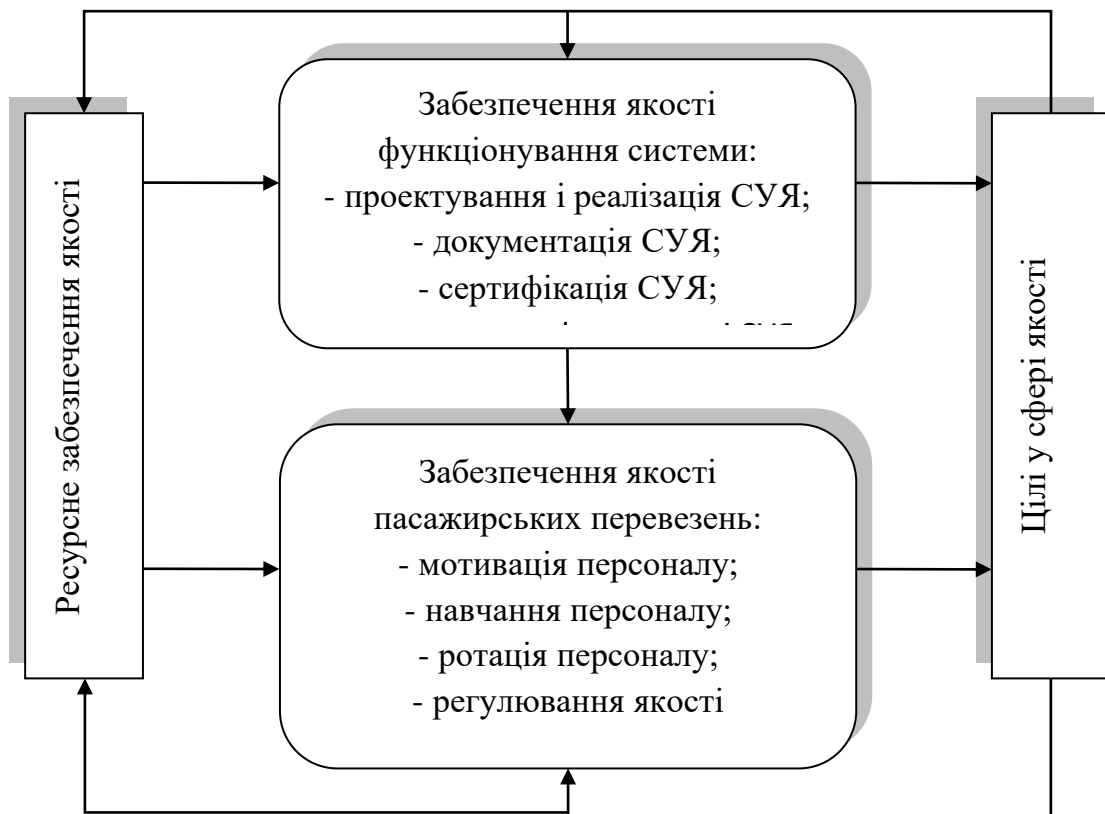 Ресурсне забезпечення якості
Забезпечення якості
функціонування системи:
- проектування і реалізація СУЯ;
- документація СУЯ;
- сертифікація СУЯ;
Забезпечення якості
пасажирських перевезень:
- мотивація персоналу;
- навчання персоналу;
- ротація персоналу;
- регулювання якості
Цілі у сфері якості